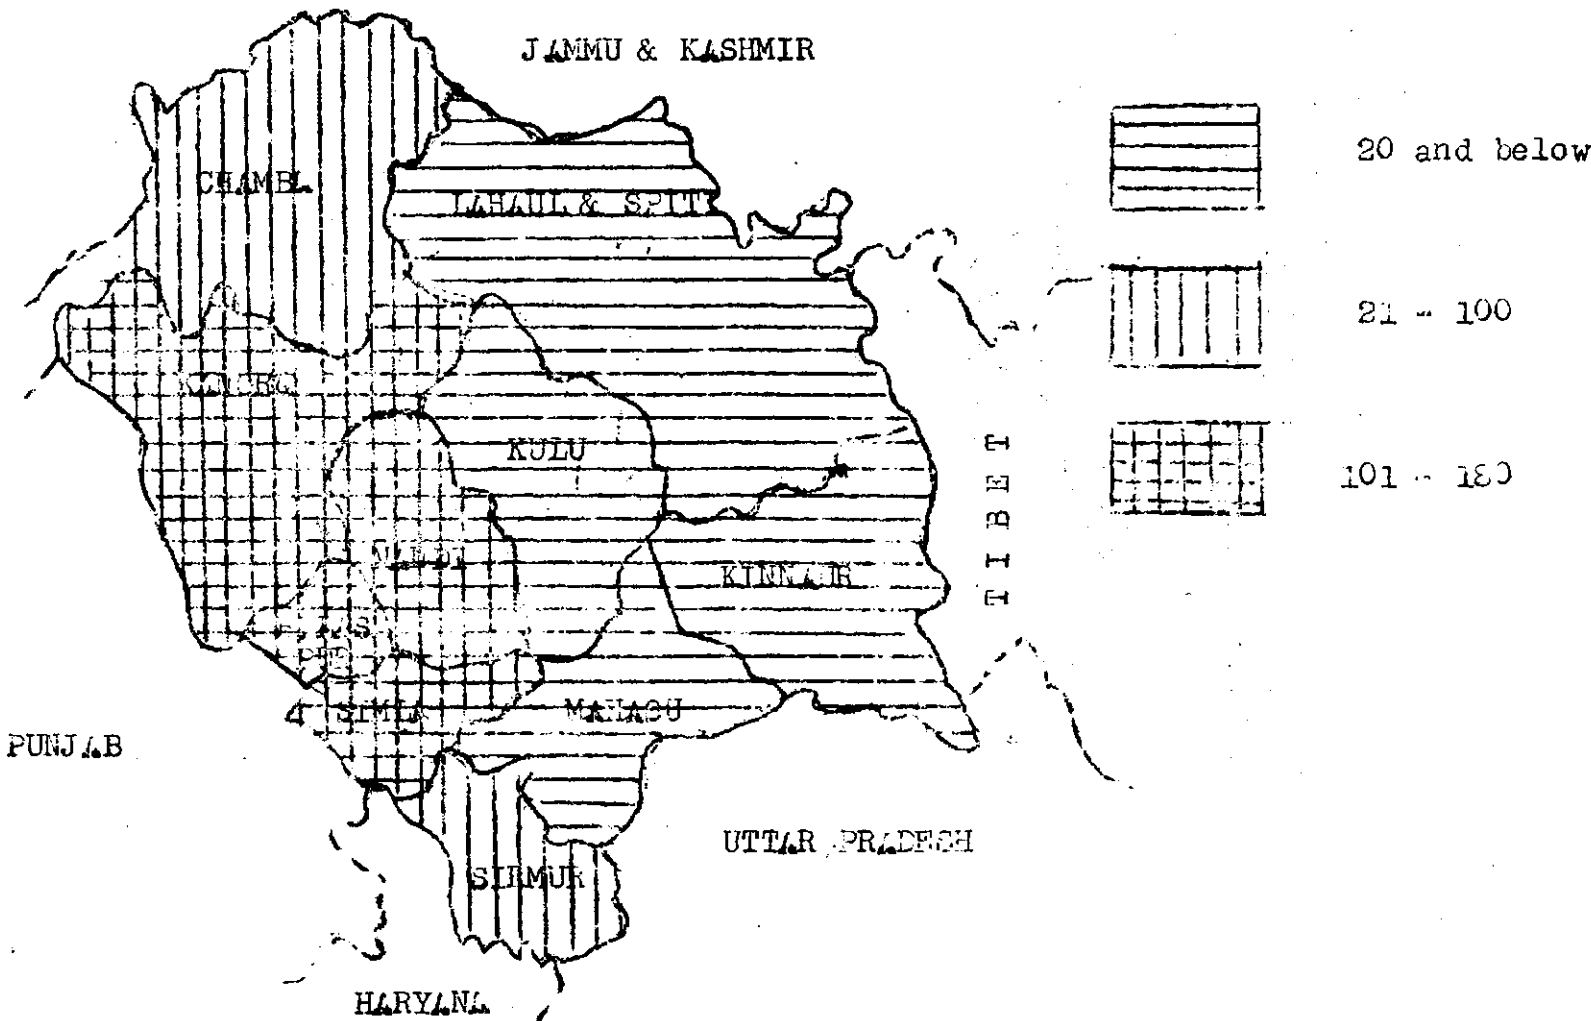 JAMMU & KASHMIR
20 and below
CHAMBA
LAHAUL & SPITI
21 - 100
KULU
TIBET
101 - 180
KINNAUR
SIMLA
MAHASU
PUNJAB
UTTAR PRADESH
SIRMUR
HARYANA